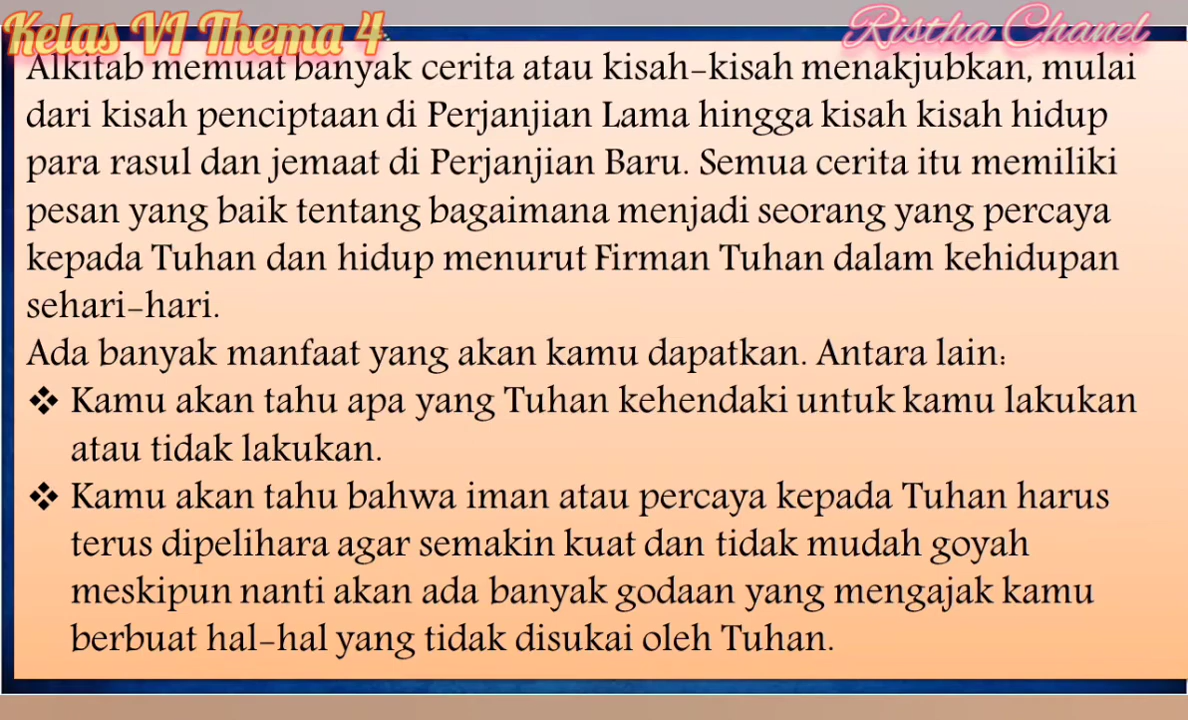 Kelas VI Thema 4
Ristha Chanel
Alkitab memuat banyak cerita atau kisah-kisah menakjubkan, mulai
dari kisah penciptaan di Perjanjian Lama hingga kisah kisah hidup
para rasul dan jemaat di Perjanjian Baru. Semua cerita itu memiliki
pesan yang baik tentang bagaimana menjadi seorang yang percaya
kepada Tuhan dan hidup menurut Firman Tuhan dalam kehidupan
sehari-hari.
Ada banyak manfaat yang akan kamu dapatkan. Antara lain:
❖ Kamu akan tahu apa yang Tuhan kehendaki untuk kamu lakukan
atau tidak lakukan.
❖ Kamu akan tahu bahwa iman atau percaya kepada Tuhan harus
terus dipelihara agar semakin kuat dan tidak mudah goyah
meskipun nanti akan ada banyak godaan yang mengajak kamu
berbuat hal-hal yang tidak disukai oleh Tuhan.